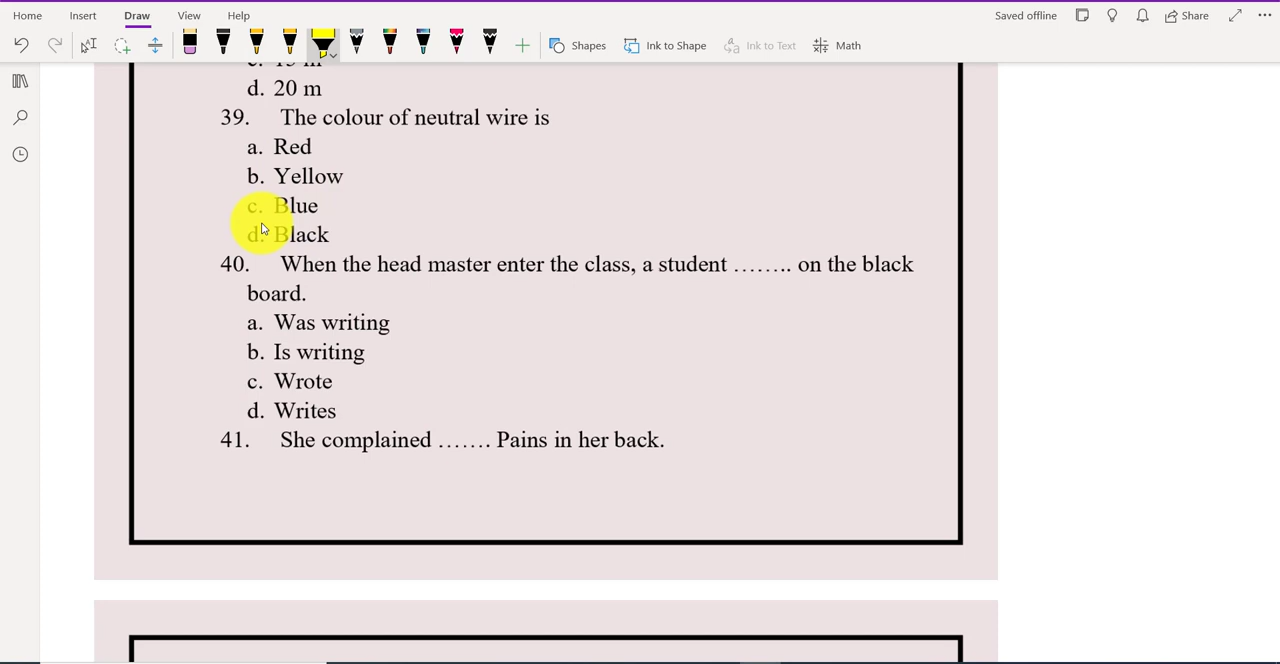 Home Insert Draw View Help Saved offline Share
Shapes Ink to Shape Ink to Text Math
c. 15 m
d. 20 m
39. The colour of neutral wire is
a. Red
b. Yellow
c. Blue
d. Black
40. When the head master enter the class, a student …….. on the black
board.
a. Was writing
b. Is writing
c. Wrote
d. Writes
41. She complained ……. Pains in her back.